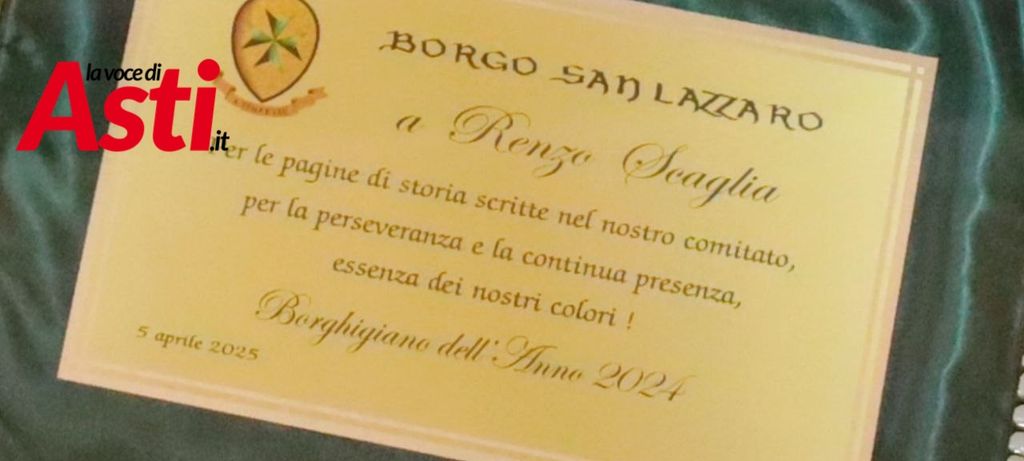 la voce di
Asti.it
BORGO SAN LAZZARO
a Renzo Scaglia
Per le pagine di storia scritte nel nostro comitato,
per la perseveranza e la continua presenza,
essenza dei nostri colori !
Borghigiano dell'Anno 2024
5 aprile 2025